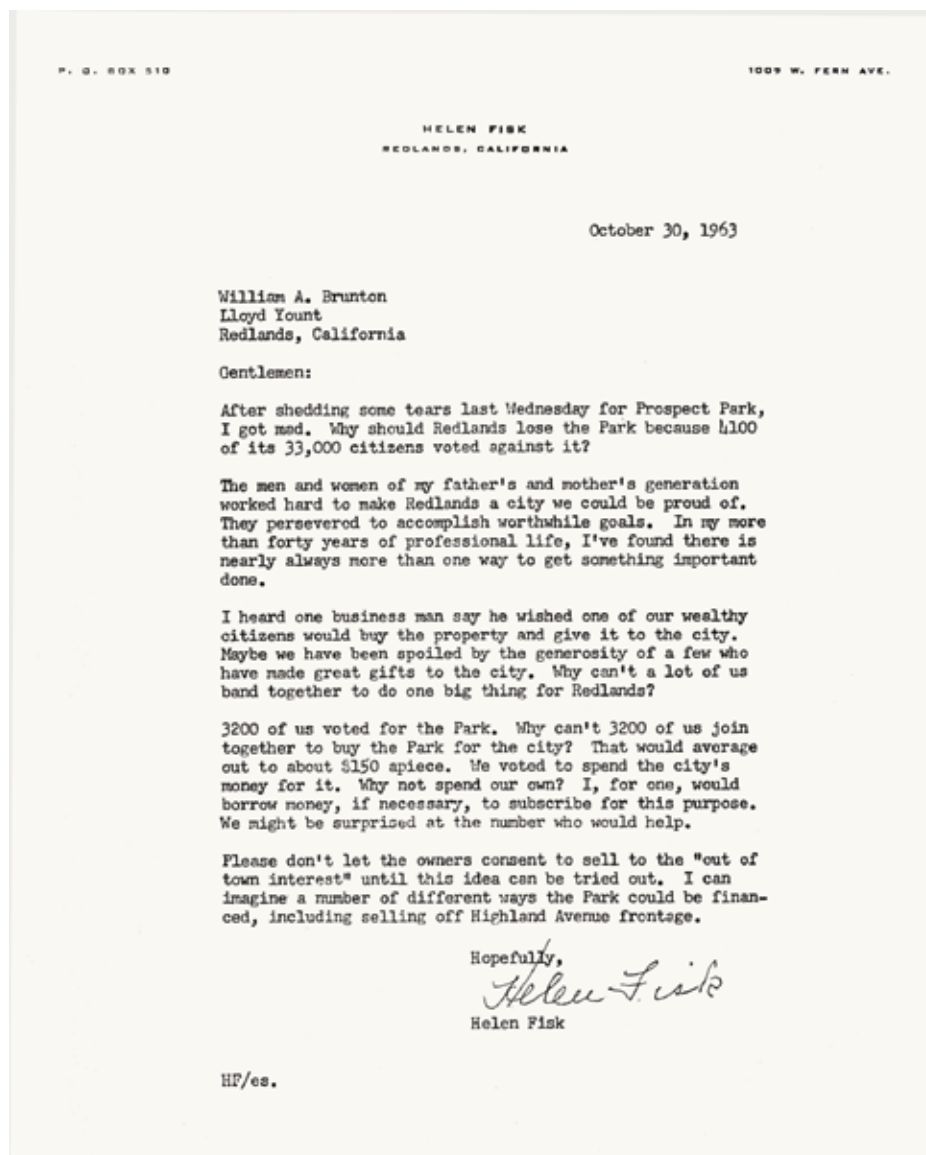 P. O. BOX 510
1009 W. FERN AVE.
HELEN FISK
REDLANDS, CALIFORNIA
October 30, 1963
William A. Brunton
Lloyd Yount
Redlands, California
Gentlemen:
After shedding some tears last Wednesday for Prospect Park,
I got mad. Why should Redlands lose the Park because 4100
of its 33,000 citizens voted against it?
The men and women of my father's and mother's generation
worked hard to make Redlands a city we could be proud of.
They persevered to accomplish worthwhile goals. In my more
than forty years of professional life, I've found there is
nearly always more than one way to get something important
done.
I heard one business man say he wished one of our wealthy
citizens would buy the property and give it to the city.
Maybe we have been spoiled by the generosity of a few who
have made great gifts to the city. Why can't a lot of us
band together to do one big thing for Redlands?
3200 of us voted for the Park. Why can't 3200 of us join
together to buy the Park for the city? That would average
out to about $150 apiece. We voted to spend the city's
money for it. Why not spend our own? I, for one, would
borrow money, if necessary, to subscribe for this purpose.
We might be surprised at the number who would help.
Please don't let the owners consent to sell to the "out of
town interest" until this idea can be tried out. I can
imagine a number of different ways the Park could be finan-
ced, including selling off Highland Avenue frontage.
Hopefully,
Helen Fisk
Helen Fisk
HF/es.